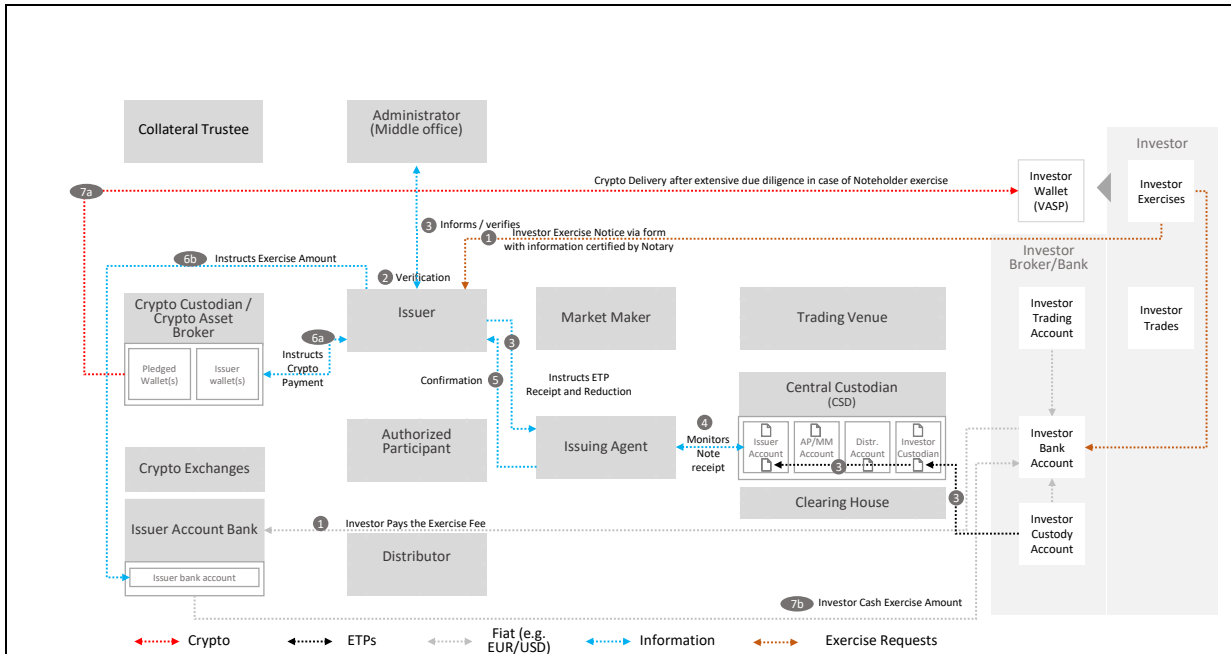 Collateral Trustee
Administrator
(Middle office)
Investor
7a
Crypto Delivery after extensive due diligence in case of Noteholder exercise
Investor
Wallet
(VASP)
Investor
Exercises
3 Informs / verifies
1 Investor Exercise Notice via form
with information certified by Notary
6b Instructs Exercise Amount
2 Verification
Investor
Broker/Bank
Crypto Custodian /
Crypto Asset
Broker
Issuer
Market Maker
Trading Venue
Investor
Trading
Account
Investor
Trades
6a
Instructs
Crypto
Payment
Pledged
Wallet(s)
Issuer
wallet(s)
3
Confirmation 5
Instructs ETP
Receipt and Reduction
Central Custodian
(CSD)
Authorized
Participant
Issuing Agent
4
Monitors
Note
receipt
Issuer
Account
AP/MM
Account
Distr.
Account
Investor
Custodian
3
Investor
Bank
Account
Crypto Exchanges
Clearing House
3
Issuer Account Bank
1 Investor Pays the Exercise Fee
Investor
Custody
Account
Distributor
Issuer bank account
7b Investor Cash Exercise Amount
Crypto
ETPs
Fiat (e.g.
EUR/USD)
Information
Exercise Requests